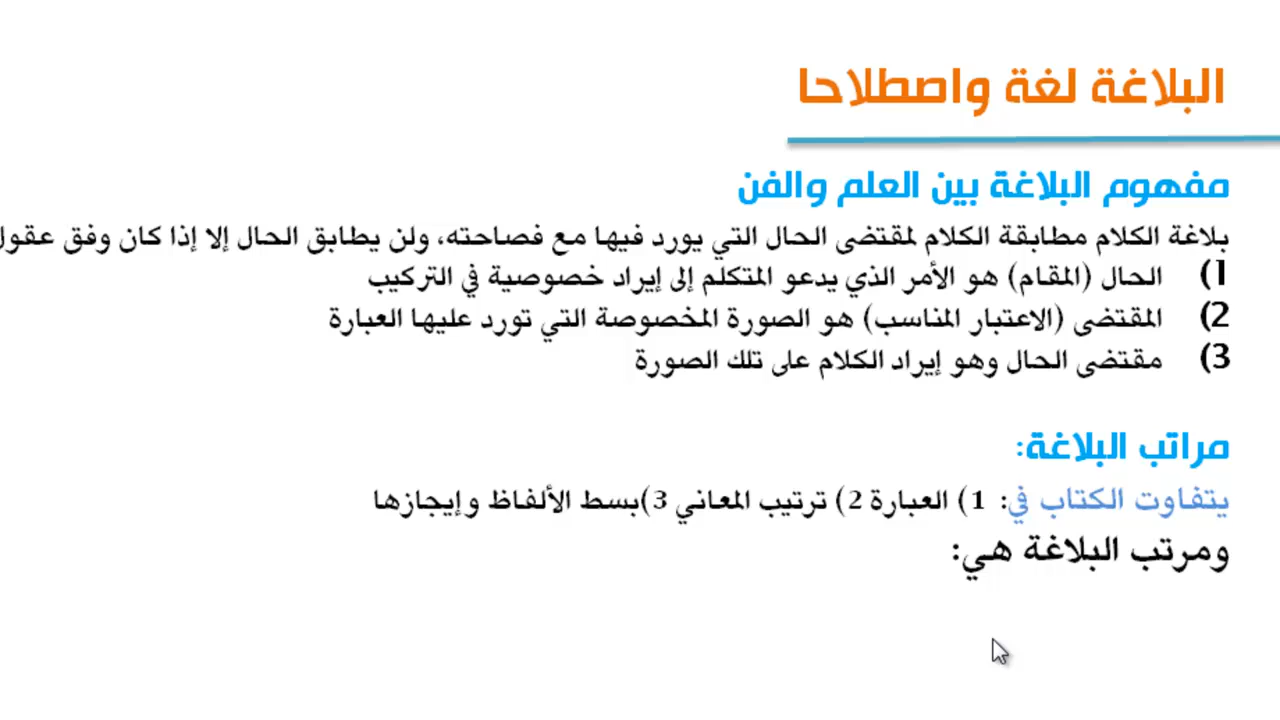 البلاغة لغة واصطلاحا
مفهوم البلاغة بين العلم والفن
بلاغة الكلام مطابقة الكلام لمقتضى الحال التي يورد فيها مع فصاحته، ولن يطابق الحال إلا إذا كان وفق عقول
1) الحال (المقام) هو الأمر الذي يدعو المتكلم إلى إيراد خصوصية في التركيب
2) المقتضى (الاعتبار المناسب) هو الصورة المخصوصة التي تورد عليها العبارة
3) مقتضى الحال وهو إيراد الكلام على تلك الصورة
مراتب البلاغة:
يتفاوت الكتاب في: 1) العبارة 2) ترتيب المعاني 3)بسط الألفاظ وإيجازها
ومرتب البلاغة هي: